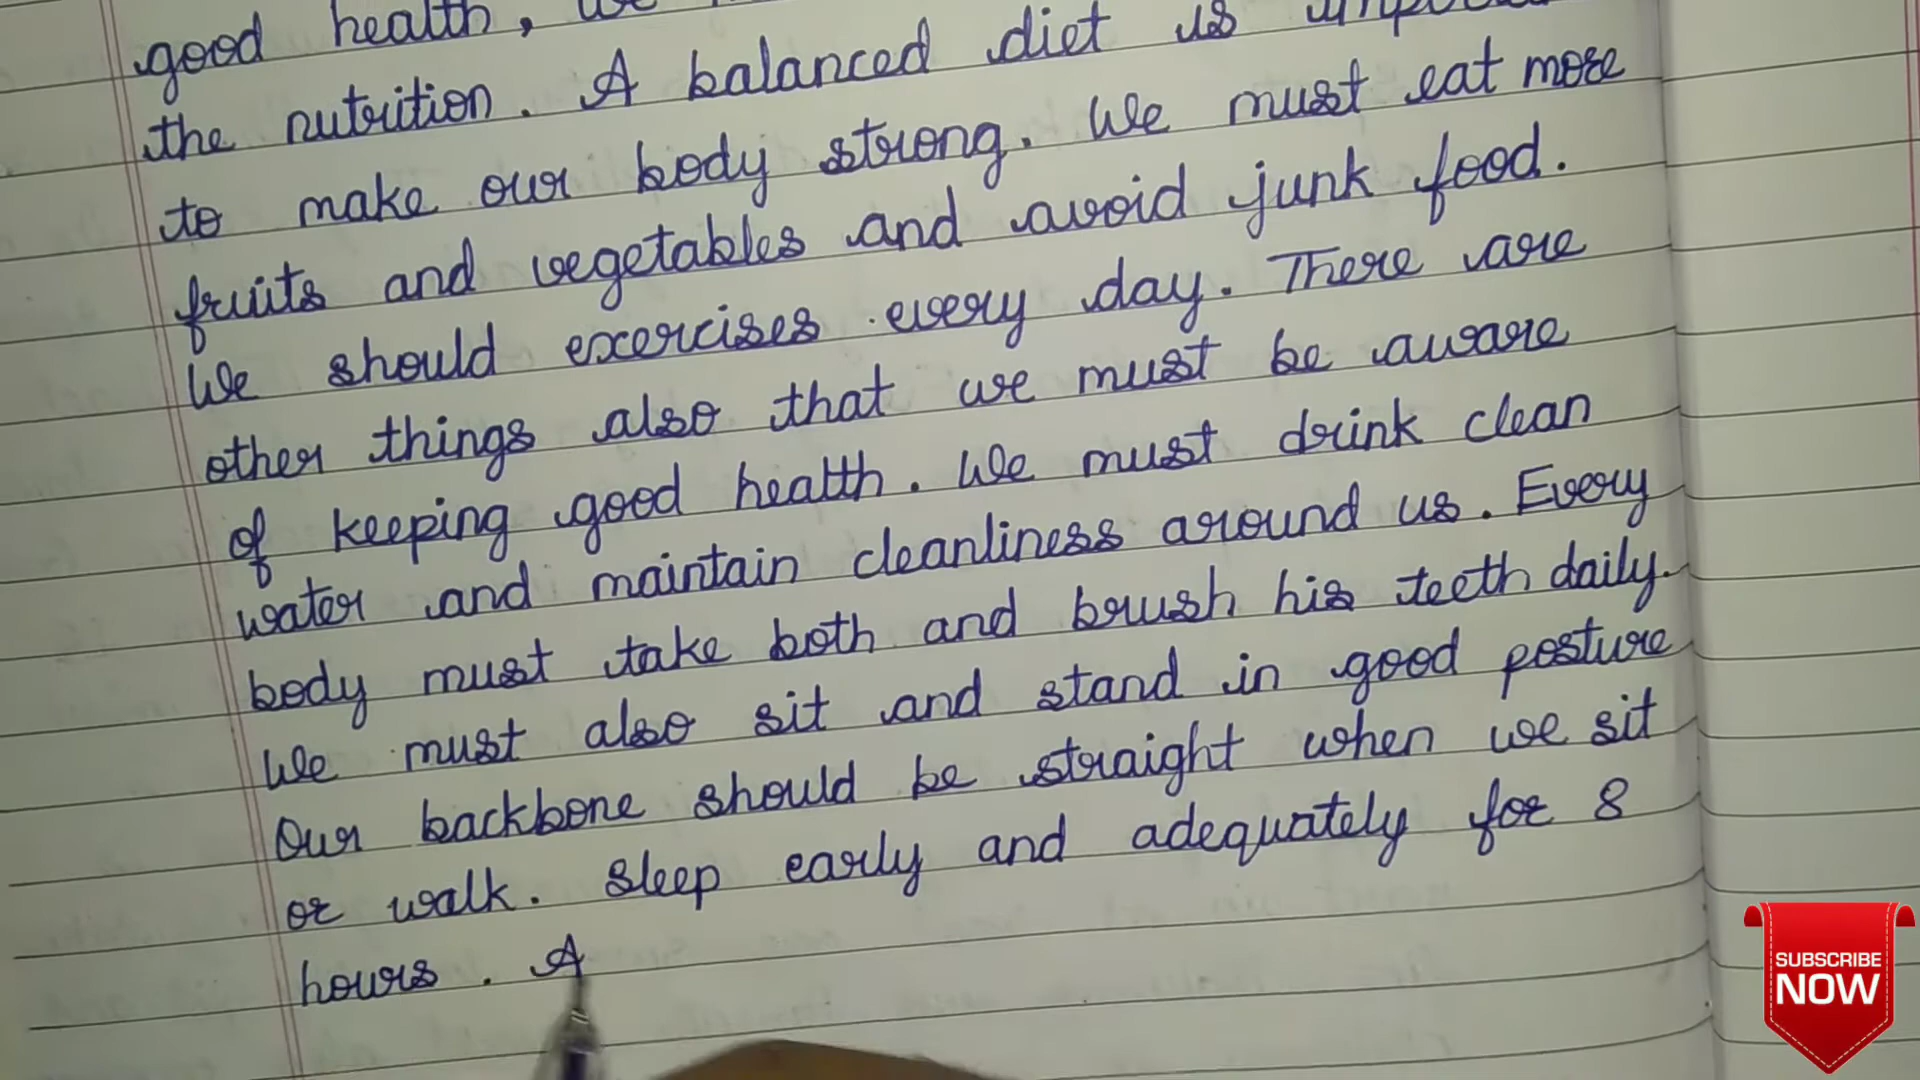 good health, we
the nutrition. A balanced diet is
to make our body strong. We must eat more
fruits and vegetables and avoid junk food.
We should exercises every day. There are
other things also that we must be aware
of keeping good health. We must drink clean
water and maintain cleanliness around us. Every
body must take both and brush his teeth daily.
We must also sit and stand in good posture
Our backbone should be straight when we sit
or walk. Sleep early and adequately for 8
hours. A
SUBSCRIBE
NOW